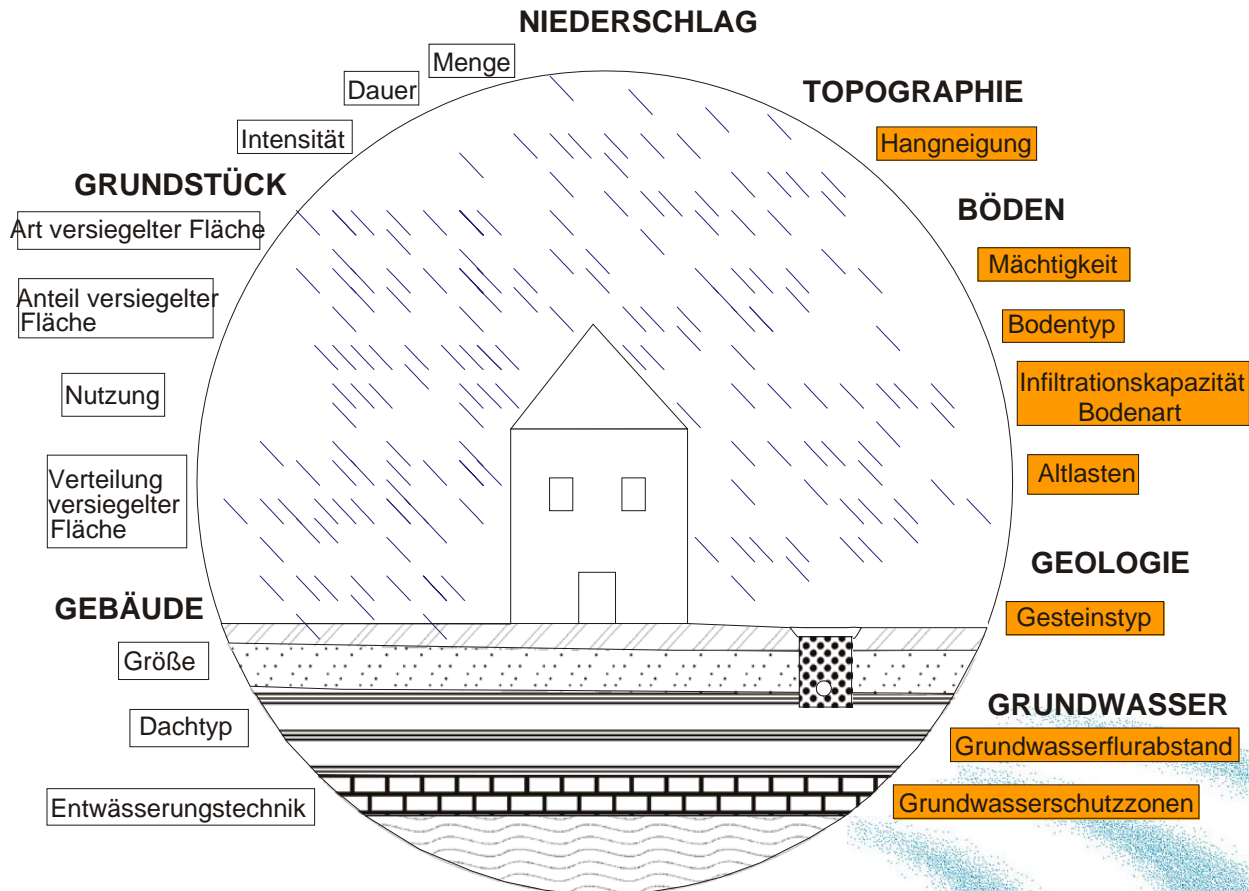 NIEDERSCHLAG
Menge
Dauer
Intensität
GRUNDSTÜCK
Art versiegelter Fläche
Anteil versiegelter
Fläche
Nutzung
Verteilung
versiegelter
Fläche
GEBÄUDE
Größe
Dachtyp
Entwässerungstechnik
TOPOGRAPHIE
Hangneigung
BÖDEN
Mächtigkeit
Bodentyp
Infiltrationskapazität
Bodenart
Altlasten
GEOLOGIE
Gesteinstyp
GRUNDWASSER
Grundwasserflurabstand
Grundwasserschutzzonen